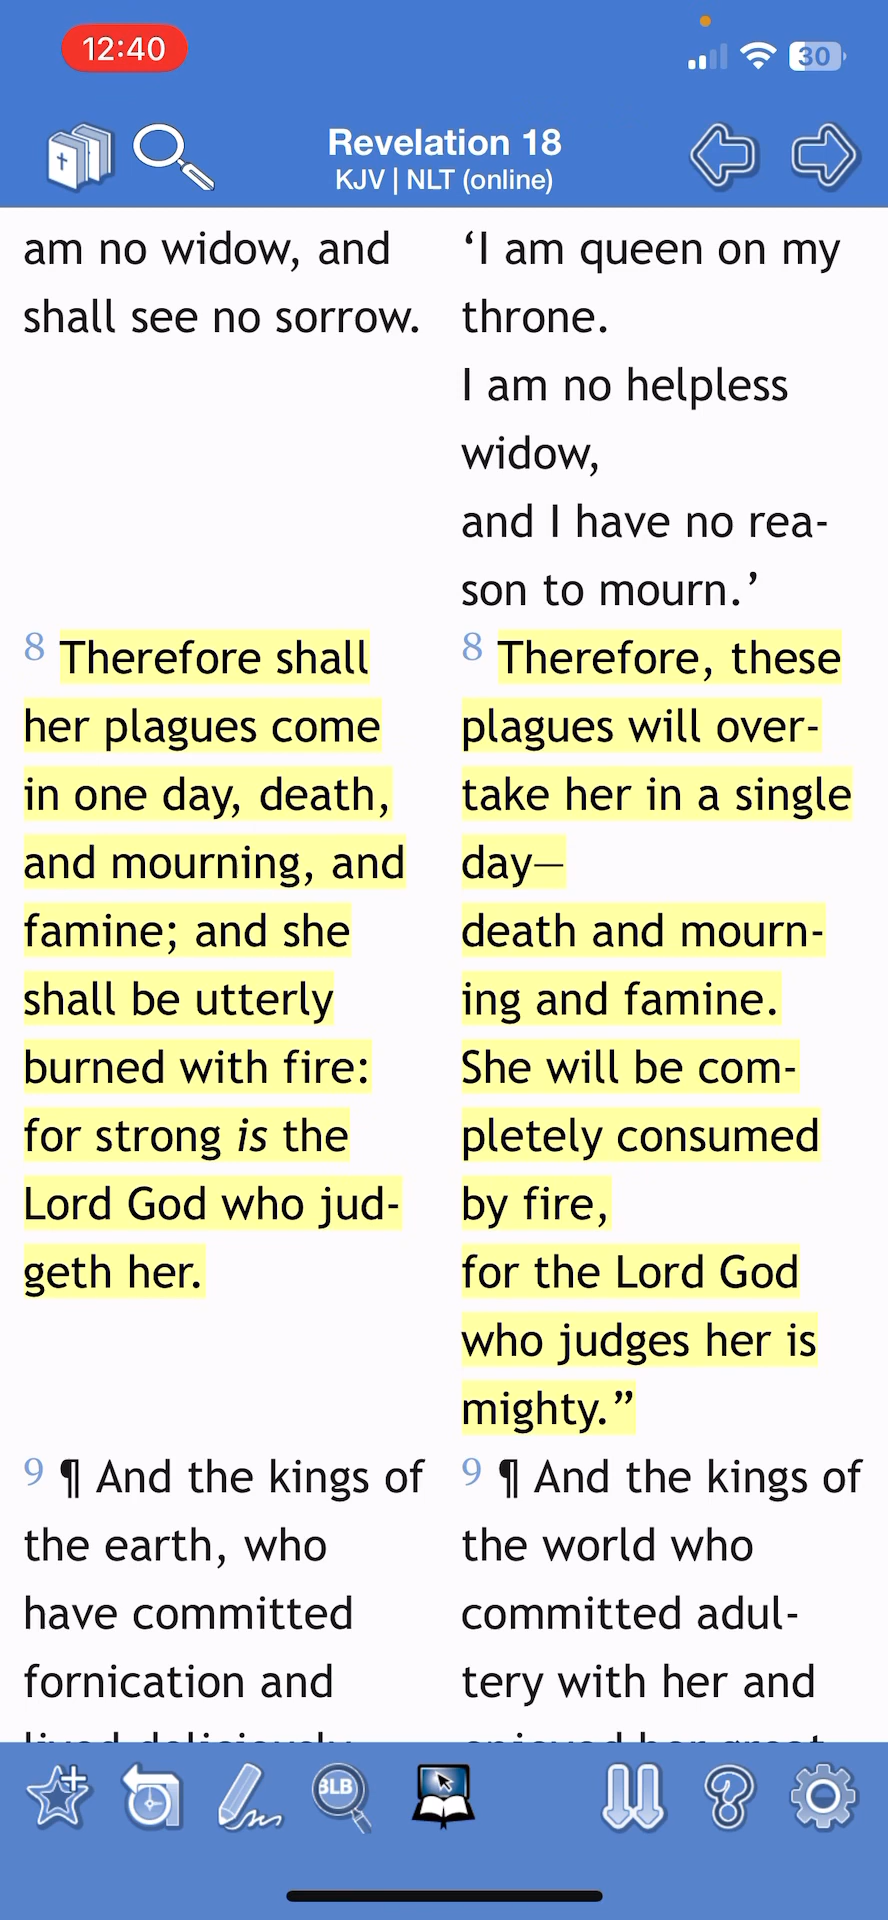 12:40
30
Revelation 18
KJV | NLT (online)
am no widow, and
shall see no sorrow.
‘I am queen on my
throne.
I am no helpless
widow,
and I have no rea-
son to mourn.’
8 Therefore shall
her plagues come
in one day, death,
and mourning, and
famine; and she
shall be utterly
burned with fire:
for strong is the
Lord God who jud-
geth her.
8 Therefore, these
plagues will over-
take her in a single
day—
death and mourn-
ing and famine.
She will be com-
pletely consumed
by fire,
for the Lord God
who judges her is
mighty.”
9 ¶ And the kings of
the earth, who
have committed
fornication and
lived deliciously
9 ¶ And the kings of
the world who
committed adul-
tery with her and
enjoyed her great
BLB